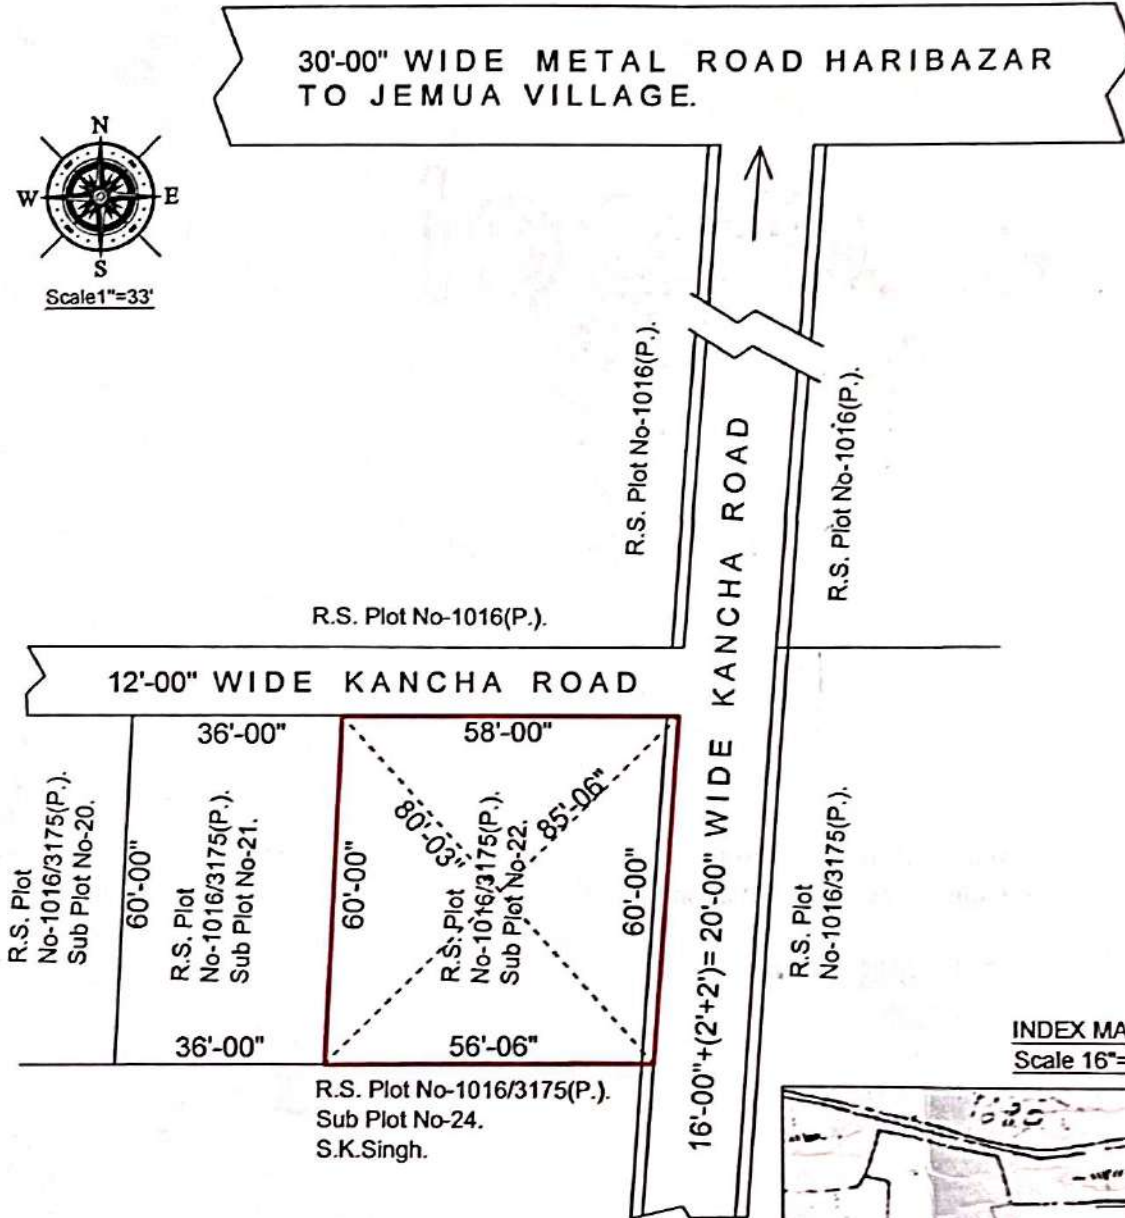 30'-00" WIDE METAL ROAD HARIBAZAR
TO JEMUA VILLAGE.
N
W
E
S
Scale1"=33'
R.S. Plot No-1016(P.).
R.S. Plot No-1016(P.).
R.S. Plot No-1016(P.).
12'-00" WIDE KANCHA ROAD
16'-00"+(2'+2')= 20'-00" WIDE KANCHA ROAD
36'-00"
58'-00"
R.S. Plot
No-1016/3175(P.).
Sub Plot No-20.
60'-00"
R.S. Plot
No-1016/3175(P.).
Sub Plot No-21.
60'-00"
80'-03"
85'-06"
R.S. Plot
No-1016/3175(P.).
Sub Plot No-22.
60'-00"
R.S. Plot
No-1016/3175(P.).
36'-00"
56'-06"
R.S. Plot No-1016/3175(P.).
Sub Plot No-24.
S.K.Singh.
INDEX MA
Scale 16"=